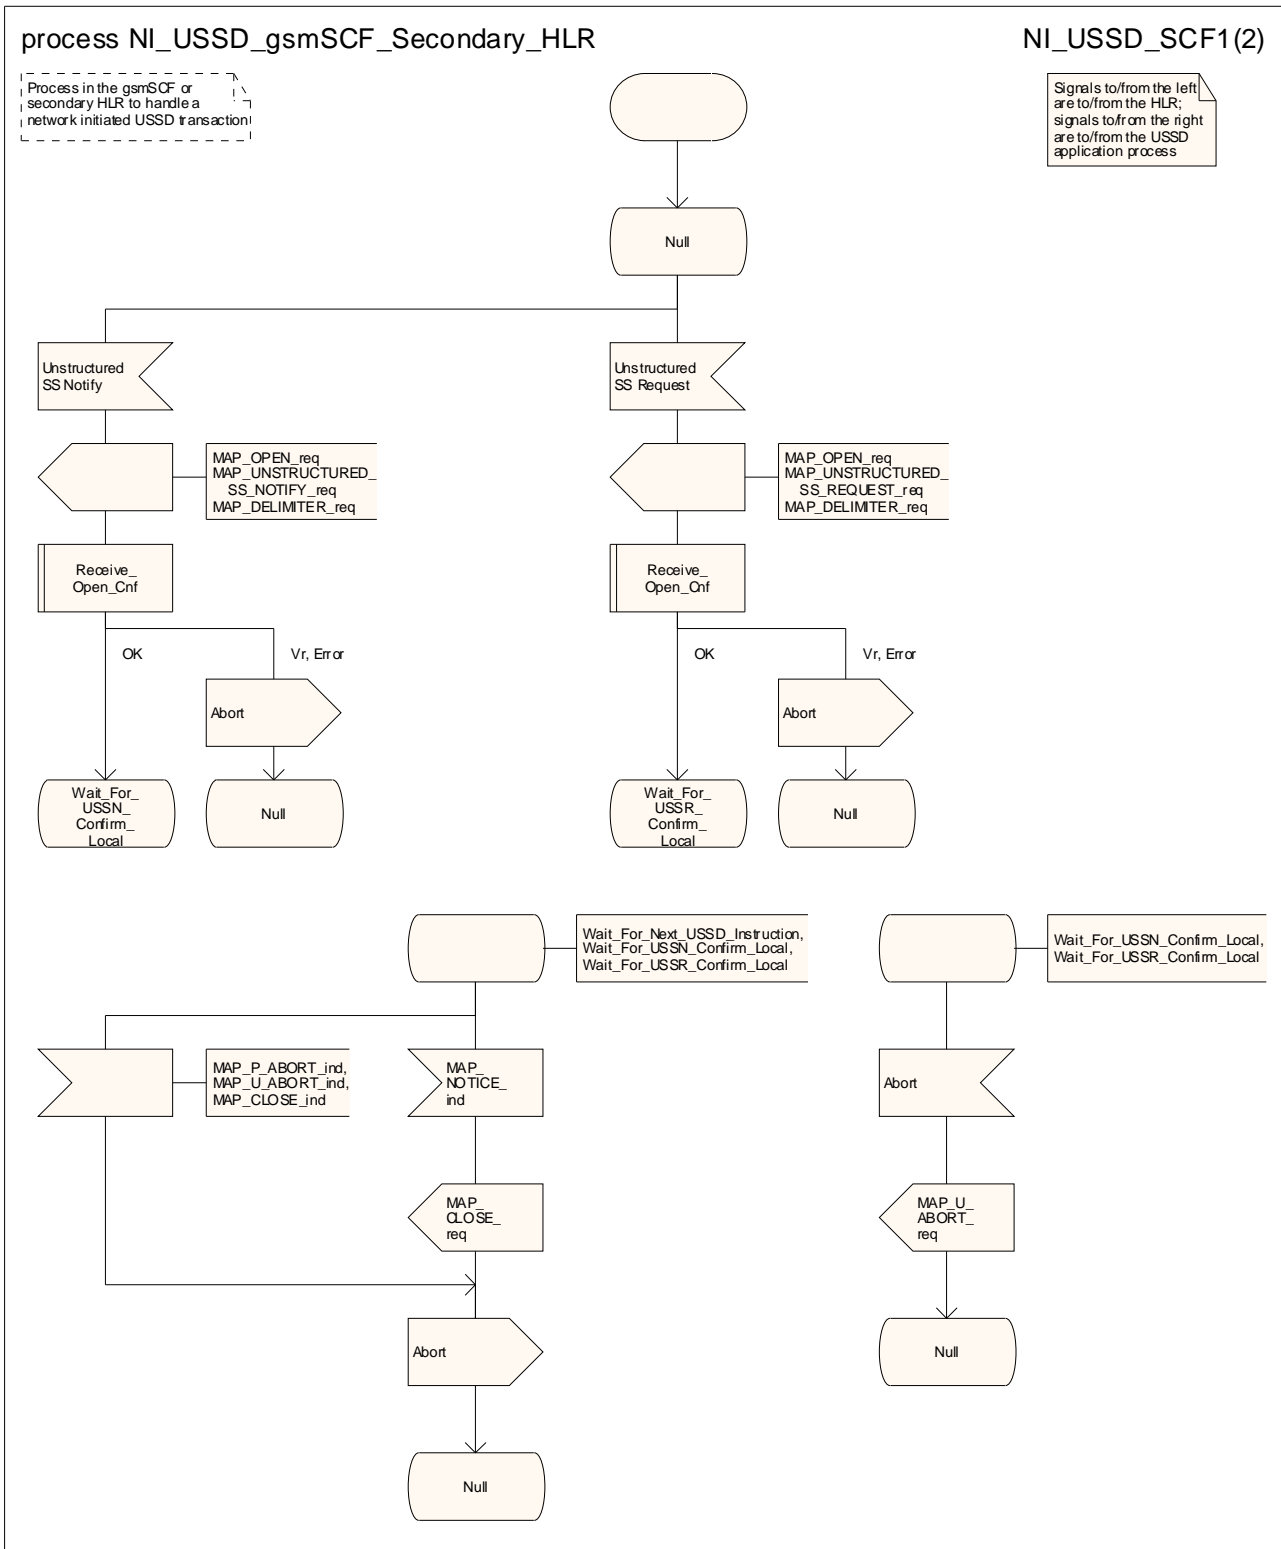 process NI_USSD_gsmSCF_Secondary_HLR
NI_USSD_SCF1(2)
Process in the gsmSCF or
secondary HLR to handle a
network initiated USSD transaction
Signals to/from the left
are to/from the HLR;
signals to/from the right
are to/from the USSD
application process
Null
Unstructured
SS Notify
Unstructured
SS Request
MAP_OPEN_req
MAP_UNSTRUCTURED_
SS_NOTIFY_req
MAP_DELIMITER_req
MAP_OPEN_req
MAP_UNSTRUCTURED_
SS_REQUEST_req
MAP_DELIMITER_req
Receive_
Open_Cnf
Receive_
Open_Cnf
OK
Vr, Error
OK
Vr, Error
Abort
Abort
Wait_For_
USSN_
Confirm_
Local
Null
Wait_For_
USSR_
Confirm_
Local
Null
Wait_For_Next_USSD_Instruction,
Wait_For_USSN_Confirm_Local,
Wait_For_USSR_Confirm_Local
Wait_For_USSN_Confirm_Local,
Wait_For_USSR_Confirm_Local
MAP_P_ABORT_ind,
MAP_U_ABORT_ind,
MAP_CLOSE_ind
MAP_
NOTICE_
ind
Abort
MAP_
CLOSE_
req
MAP_U_
ABORT_
req
Abort
Null
Null